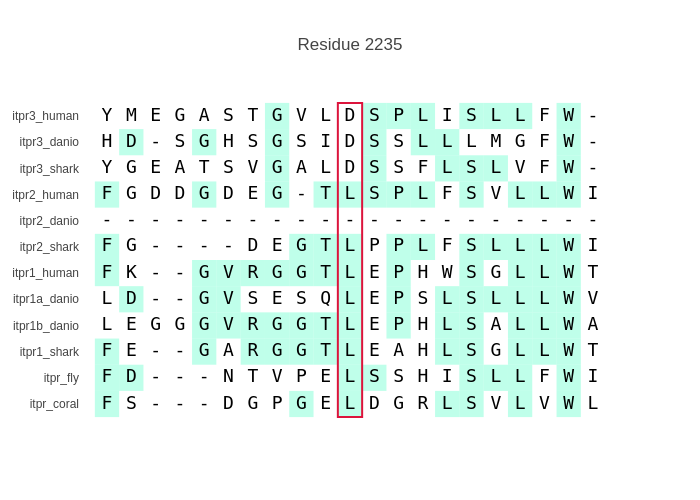 Residue 2235
itpr3_human Y M E G A S T G V L D S P L I S L L F W -
itpr3_danio H D - S G H S G S I D S S L L L M G F W -
itpr3_shark Y G E A T S V G A L D S S F L S L V F W -
itpr2_human F G D D G D E G - T L S P L F S V L L W I
itpr2_danio - - - - - - - - - - - - - - - - - - - - -
itpr2_shark F G - - - - D E G T L P P L F S L L L W I
itpr1_human F K - - G V R G G T L E P H W S G L L W T
itpr1a_danio L D - - G V S E S Q L E P S L S L L L W V
itpr1b_danio L E G G G V R G G T L E P H L S A L L W A
itpr1_shark F E - - G A R G G T L E A H L S G L L W T
itpr_fly F D - - - N T V P E L S S H I S L L F W I
itpr_coral F S - - - D G P G E L D G R L S V L V W L